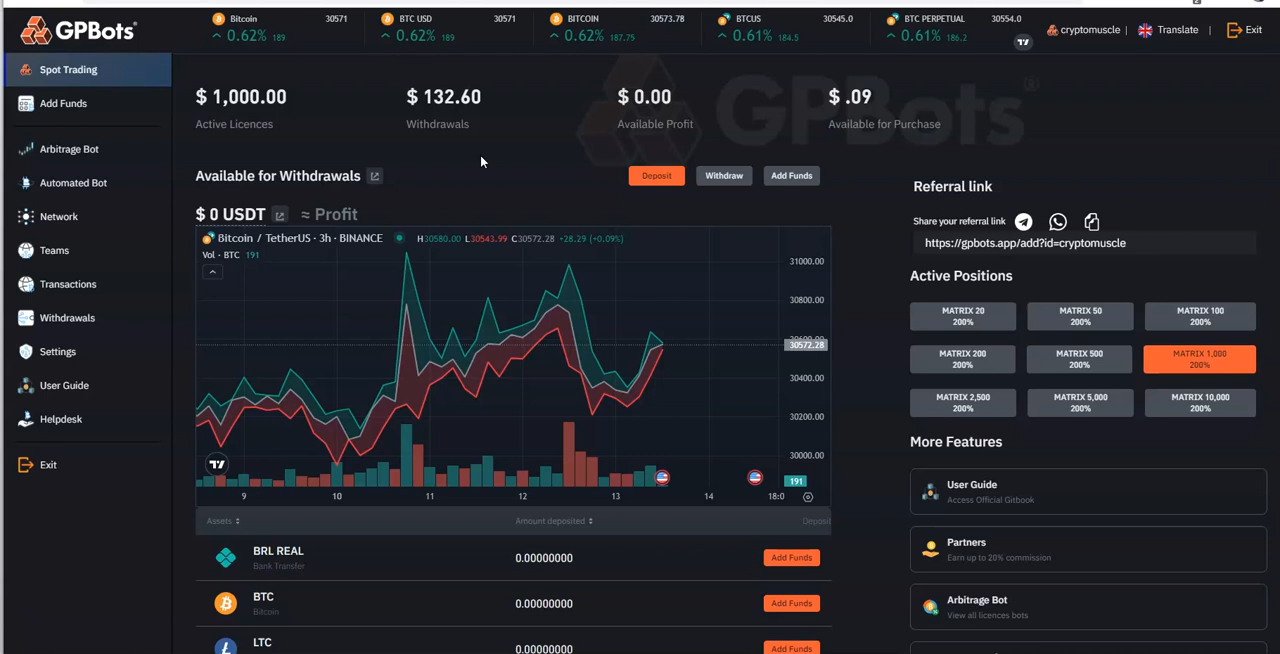 GPBots®
Bitcoin 30571
0.62% 189
BTC USD 30571
0.62% 189
BITCOIN 30573.78
0.62% 187.75
BTCUS 30545.0
0.61% 184.5
BTC PERPETUAL 30554.0
0.61% 186.2
cryptomuscle |
Translate |
Exit
Spot Trading
Add Funds
Arbitrage Bot
Automated Bot
Network
Teams
Transactions
Withdrawals
Settings
User Guide
Helpdesk
Exit
GPBots®
$ 1,000.00
Active Licences
$ 132.60
Withdrawals
$ 0.00
Available Profit
$ .09
Available for Purchase
Available for Withdrawals
Deposit
Withdraw
Add Funds
$ 0 USDT ≈ Profit
Bitcoin / TetherUS · 3h · BINANCE H30580.00 L30543.99 C30572.28 +28.29 (+0.09%)
Vol · BTC 191
31000.00
30800.00
30572.28
30400.00
30200.00
30000.00
191
9 10 11 12 13 14 18:0
Assets Amount deposited Deposit
BRL REAL
Bank Transfer
0.00000000
Add Funds
BTC
Bitcoin
0.00000000
Add Funds
LTC
0.00000000
Add Funds
Referral link
Share your referral link
https://gpbots.app/add?id=cryptomuscle
Active Positions
MATRIX 20
200%
MATRIX 50
200%
MATRIX 100
200%
MATRIX 200
200%
MATRIX 500
200%
MATRIX 1,000
200%
MATRIX 2,500
200%
MATRIX 5,000
200%
MATRIX 10,000
200%
More Features
User Guide
Access Official Gitbook
Partners
Earn up to 20% commission
Arbitrage Bot
View all licences bots